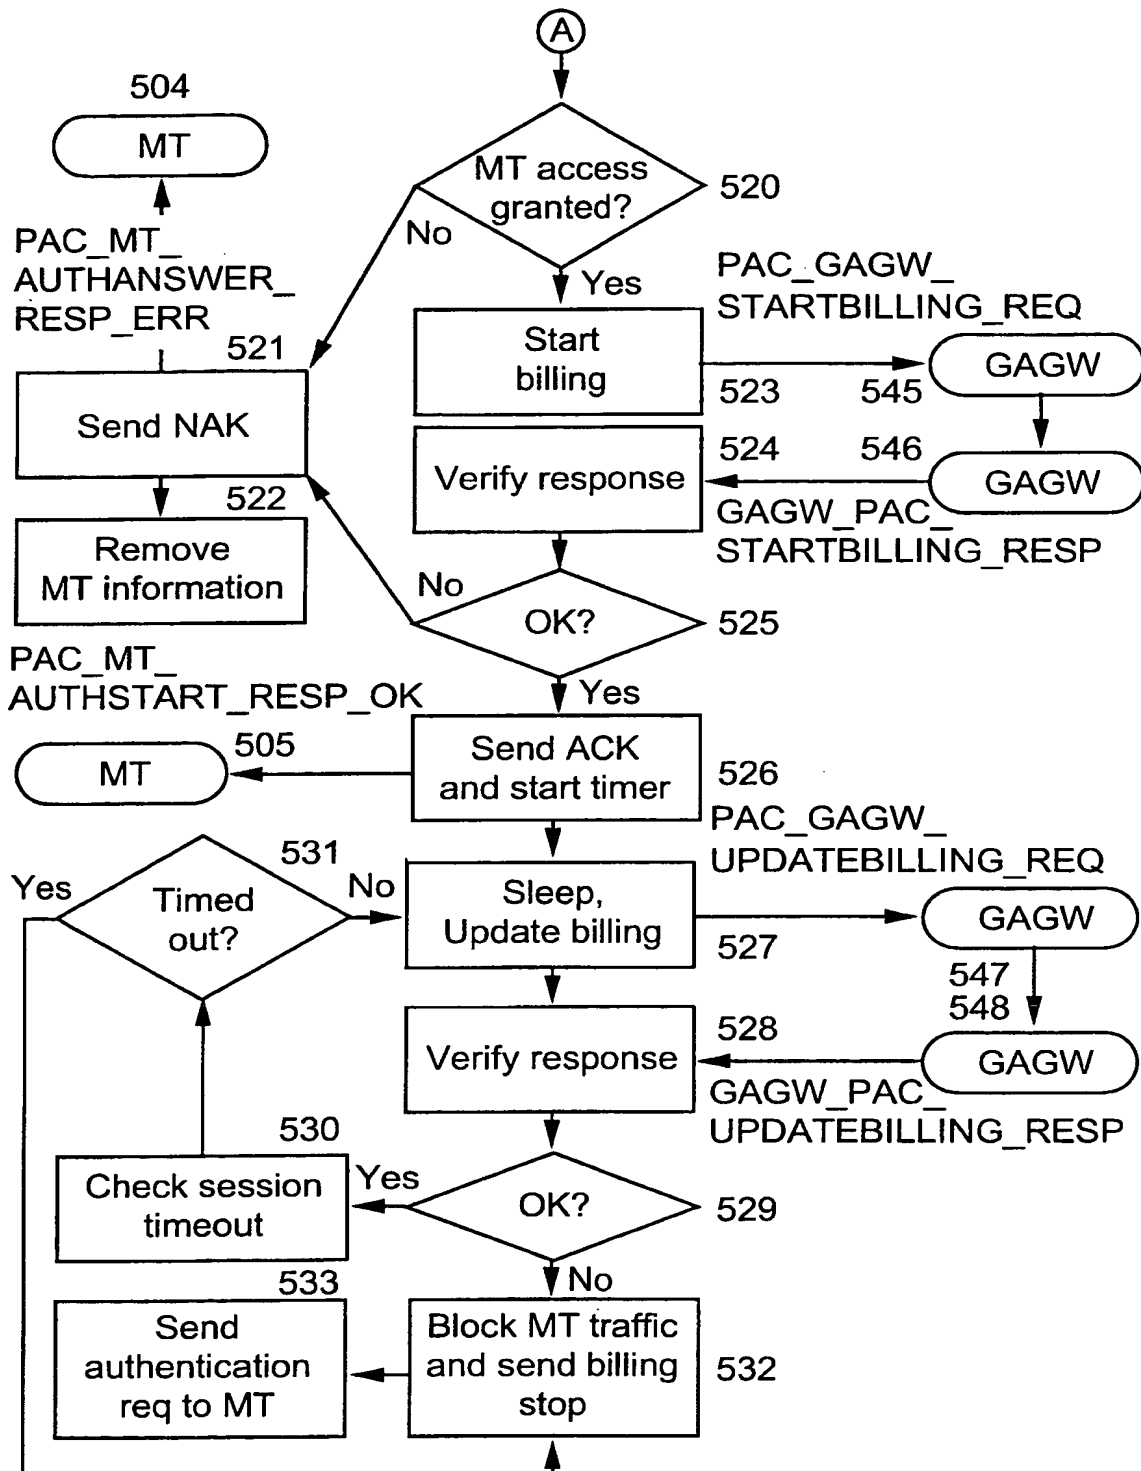 A
504
MT
MT access
granted?
520
No
Yes
PAC_MT_
AUTHANSWER_
RESP_ERR
PAC_GAGW_
STARTBILLING_REQ
521
Start
billing
GAGW
523
545
Send NAK
524
546
Verify response
GAGW
522
GAGW_PAC_
STARTBILLING_RESP
Remove
MT information
No
OK?
525
PAC_MT_
AUTHSTART_RESP_OK
Yes
505
MT
Send ACK
and start timer
526
PAC_GAGW_
UPDATEBILLING_REQ
531
Yes
Timed
out?
No
Sleep,
Update billing
GAGW
527
547
548
528
Verify response
GAGW
GAGW_PAC_
UPDATEBILLING_RESP
530
Check session
timeout
Yes
OK?
529
533
No
Send
authentication
req to MT
Block MT traffic
and send billing
stop
532